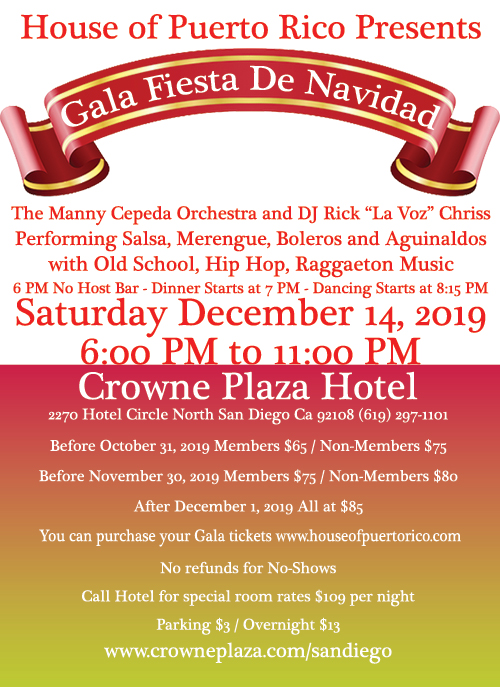 House of Puerto Rico Presents
Gala Fiesta De Navidad
The Manny Cepeda Orchestra and DJ Rick “La Voz” Chriss
Performing Salsa, Merengue, Boleros and Aguinaldos
with Old School, Hip Hop, Raggaeton Music
6 PM No Host Bar - Dinner Starts at 7 PM - Dancing Starts at 8:15 PM
Saturday December 14, 2019
6:00 PM to 11:00 PM
Crowne Plaza Hotel
2270 Hotel Circle North San Diego Ca 92108 (619) 297-1101
Before October 31, 2019 Members $65 / Non-Members $75
Before November 30, 2019 Members $75 / Non-Members $80
After December 1, 2019 All at $85
You can purchase your Gala tickets www.houseofpuertorico.com
No refunds for No-Shows
Call Hotel for special room rates $109 per night
Parking $3 / Overnight $13
www.crowneplaza.com/sandiego